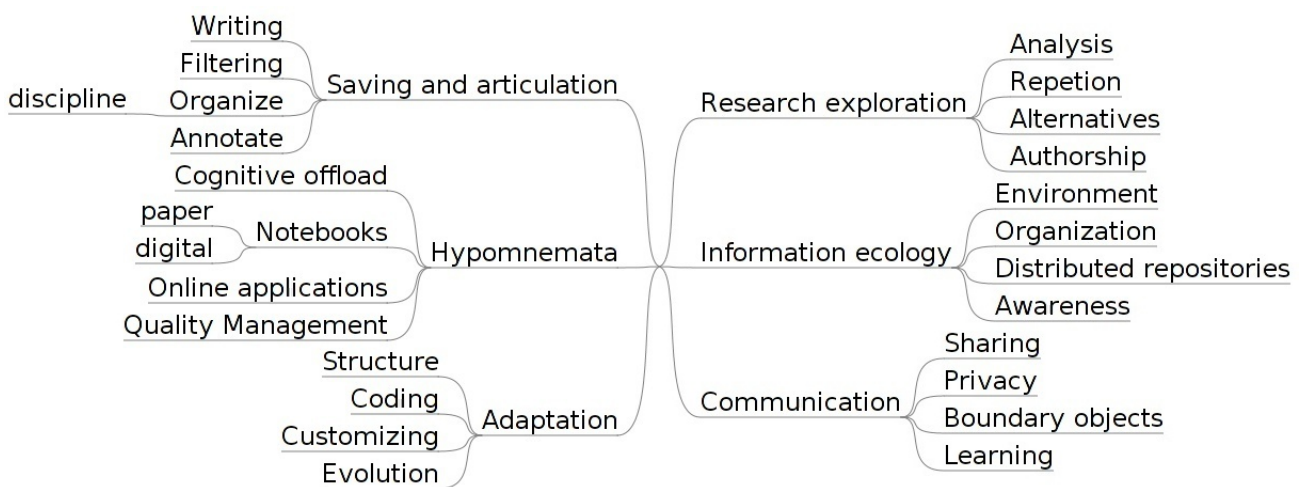 Writing
Filtering
discipline
Organize
Annotate
Saving and articulation
Cognitive offload
paper
digital
Notebooks
Online applications
Quality Management
Hypomnemata
Structure
Coding
Customizing
Evolution
Adaptation
Research exploration
Analysis
Repetion
Alternatives
Authorship
Information ecology
Environment
Organization
Distributed repositories
Awareness
Communication
Sharing
Privacy
Boundary objects
Learning